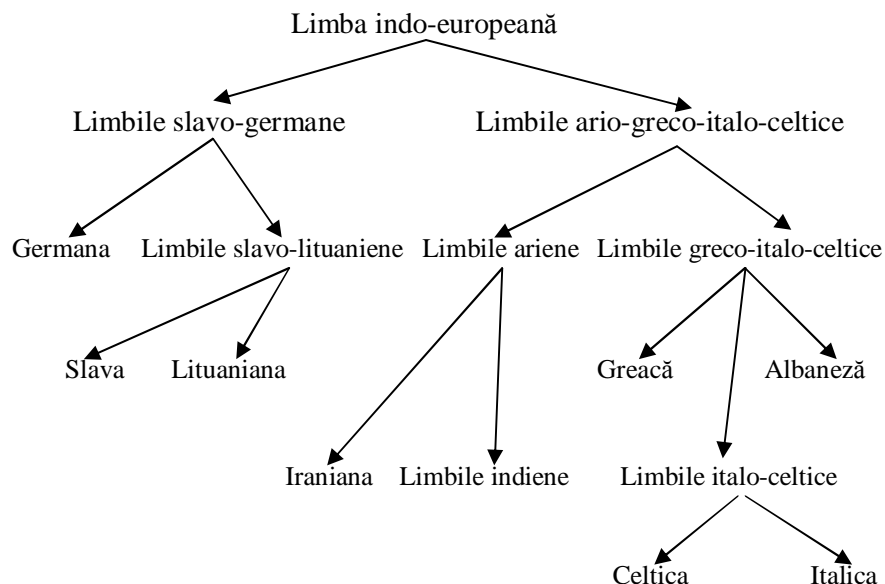 Limba indo-europeană
Limbile slavo-germane Limbile ario-greco-italo-celtice
Germana Limbile slavo-lituaniene Limbile ariene Limbile greco-italo-celtice
Slava Lituaniana Greacă Albaneză
Iraniana Limbile indiene Limbile italo-celtice
Celtica Italica